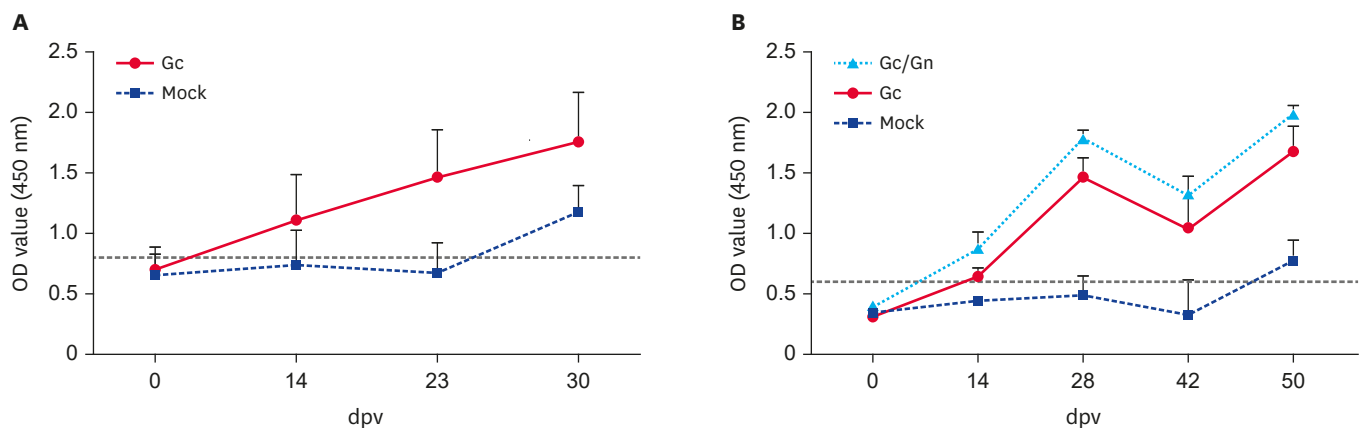 A
Gc
Mock
OD value (450 nm)
2.5
2.0
1.5
1.0
0.5
0
0 14 23 30
dpv
B
Gc/Gn
Gc
Mock
OD value (450 nm)
2.5
2.0
1.5
1.0
0.5
0
0 14 28 42 50
dpv